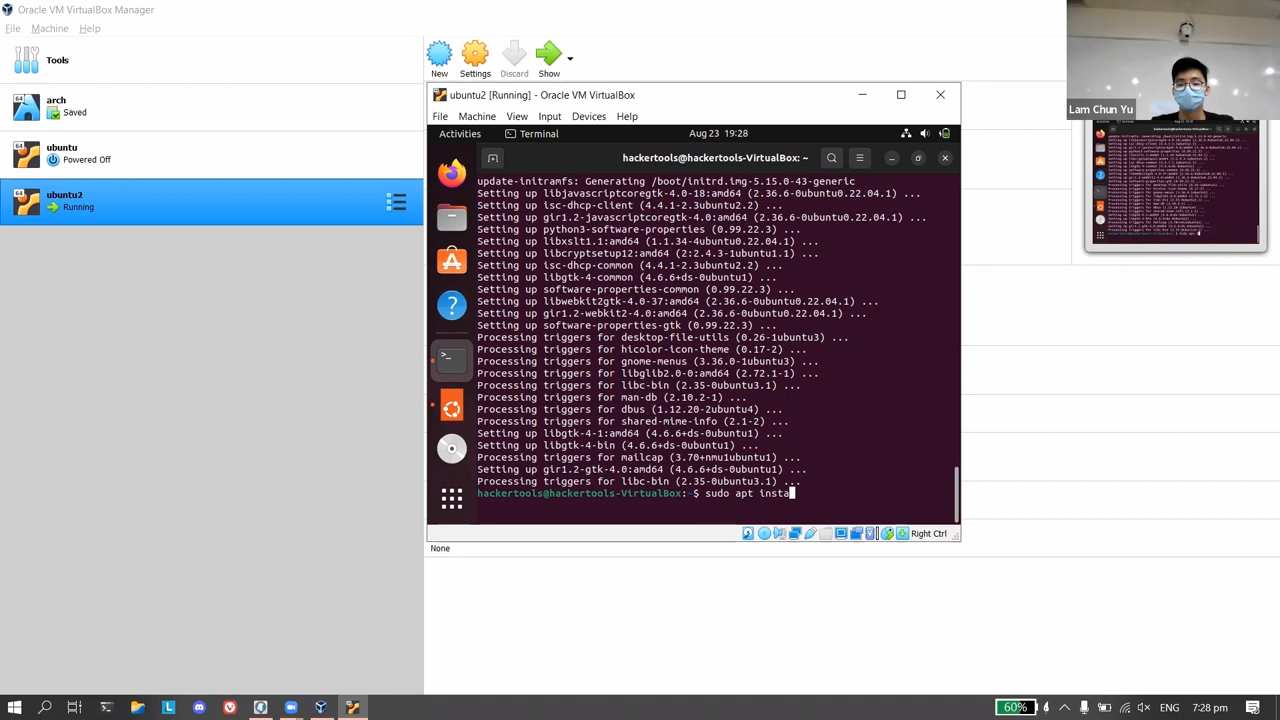 Oracle VM VirtualBox Manager
File Machine Help
Tools
New Settings Discard Show
64 arch
Saved
64 ubuntu
Powered Off
64 ubuntu2
Running
Lam Chun Yu
ubuntu2 [Running] - Oracle VM VirtualBox
File Machine View Input Devices Help
Activities Terminal Aug 23 19:28
hackertools@hackertools-VirtualBox: ~
update-initramfs: Generating /boot/initrd.img-5.15.0-43-generic
Setting up libjavascriptcoregtk-4.0-18:amd64 (2.36.6-0ubuntu0.22.04.1) ...
Setting up isc-dhcp-client (4.4.1-2.3ubuntu2.2) ...
Setting up gir1.2-javascriptcoregtk-4.0:amd64 (2.36.6-0ubuntu0.22.04.1) ...
Setting up python3-software-properties (0.99.22.3) ...
Setting up libxslt1.1:amd64 (1.1.34-4ubuntu0.22.04.1) ...
Setting up libcryptsetup12:amd64 (2:2.4.3-1ubuntu1.1) ...
Setting up isc-dhcp-common (4.4.1-2.3ubuntu2.2) ...
Setting up libgtk-4-common (4.6.6+ds-0ubuntu1) ...
Setting up software-properties-common (0.99.22.3) ...
Setting up libwebkit2gtk-4.0-37:amd64 (2.36.6-0ubuntu0.22.04.1) ...
Setting up gir1.2-webkit2-4.0:amd64 (2.36.6-0ubuntu0.22.04.1) ...
Setting up software-properties-gtk (0.99.22.3) ...
Processing triggers for desktop-file-utils (0.26-1ubuntu3) ...
Processing triggers for hicolor-icon-theme (0.17-2) ...
Processing triggers for gnome-menus (3.36.0-1ubuntu3) ...
Processing triggers for libglib2.0-0:amd64 (2.72.1-1) ...
Processing triggers for libc-bin (2.35-0ubuntu3.1) ...
Processing triggers for man-db (2.10.2-1) ...
Processing triggers for dbus (1.12.20-2ubuntu4) ...
Processing triggers for shared-mime-info (2.1-2) ...
Setting up libgtk-4-1:amd64 (4.6.6+ds-0ubuntu1) ...
Setting up libgtk-4-bin (4.6.6+ds-0ubuntu1) ...
Processing triggers for mailcap (3.70+nmu1ubuntu1) ...
Setting up gir1.2-gtk-4.0:amd64 (4.6.6+ds-0ubuntu1) ...
Processing triggers for libc-bin (2.35-0ubuntu3.1) ...
hackertools@hackertools-VirtualBox:~$ sudo apt insta
Right Ctrl
None
60% ENG 7:28 pm